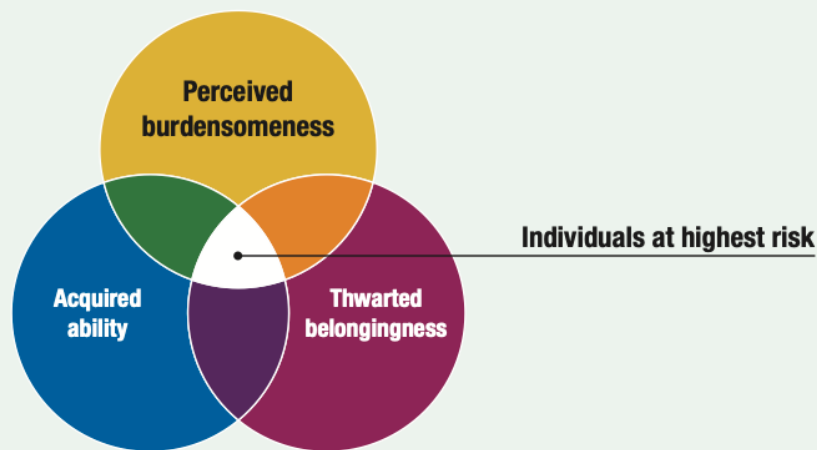 Perceived
burdensomeness
Individuals at highest risk
Acquired
ability
Thwarted
belongingness